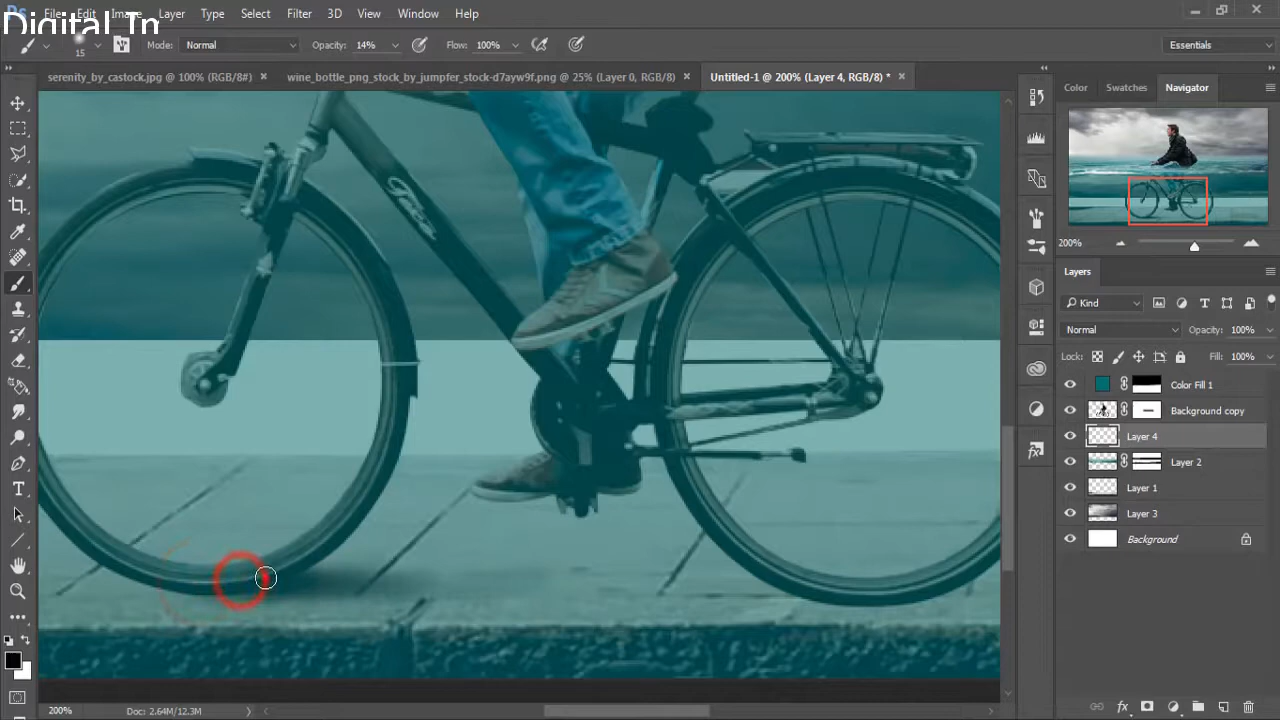 Digital Tm
Ps File Edit Image Layer Type Select Filter 3D View Window Help
15 Mode: Normal Opacity: 14% Flow: 100% Essentials
serenity_by_castock.jpg @ 100% (RGB/8#) × wine_bottle_png_stock_by_jumpfer_stock-d7ayw9f.png @ 25% (Layer 0, RGB/8) × Untitled-1 @ 200% (Layer 4, RGB/8) * ×
Color Swatches Navigator
200%
Layers
Kind
Normal Opacity: 100%
Lock: Fill: 100%
Color Fill 1
Background copy
Layer 4
Layer 2
Layer 1
Layer 3
Background
200% Doc: 2.64M/12.3M